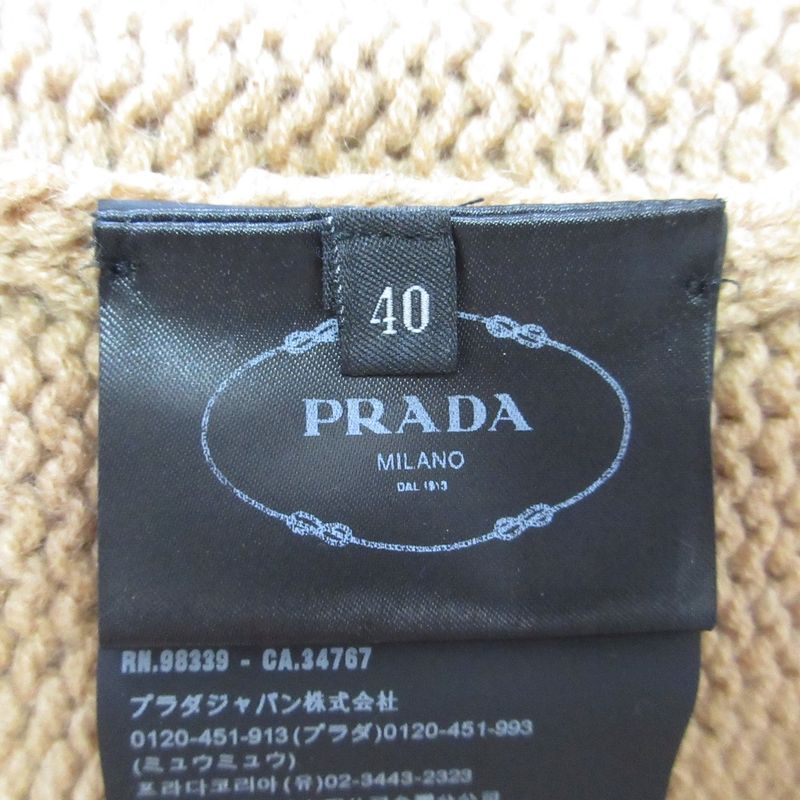 40
PRADA
MILANO
DAL 1913
RN.98339 - CA.34767
プラダジャパン株式会社
0120-451-913(プラダ)0120-451-993
(ミュウミュウ)
프라다코리아(유)02-3443-2323